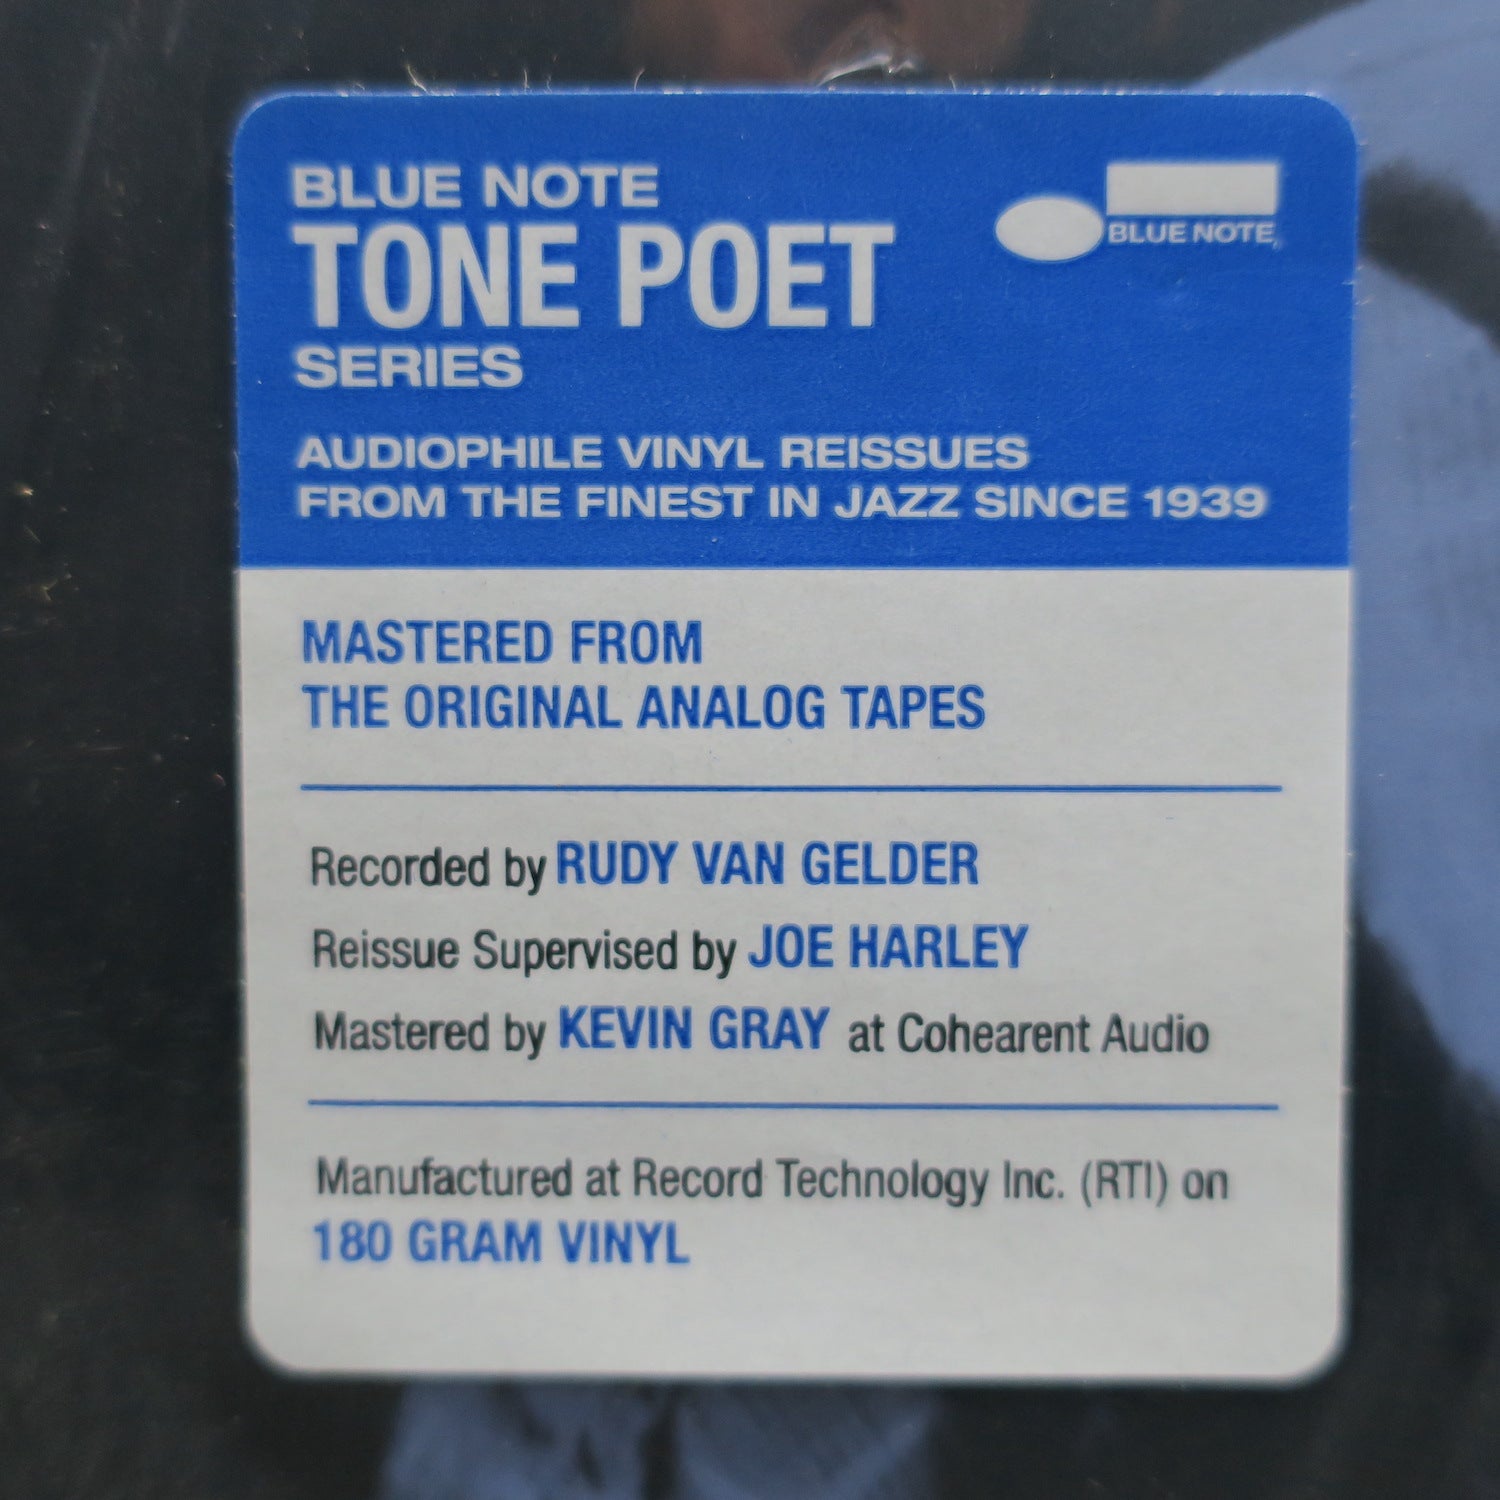 BLUE NOTE
TONE POET
SERIES
BLUE NOTE
AUDIOPHILE VINYL REISSUES
FROM THE FINEST IN JAZZ SINCE 1939
MASTERED FROM
THE ORIGINAL ANALOG TAPES
Recorded by RUDY VAN GELDER
Reissue Supervised by JOE HARLEY
Mastered by KEVIN GRAY at Cohearent Audio
Manufactured at Record Technology Inc. (RTI) on
180 GRAM VINYL